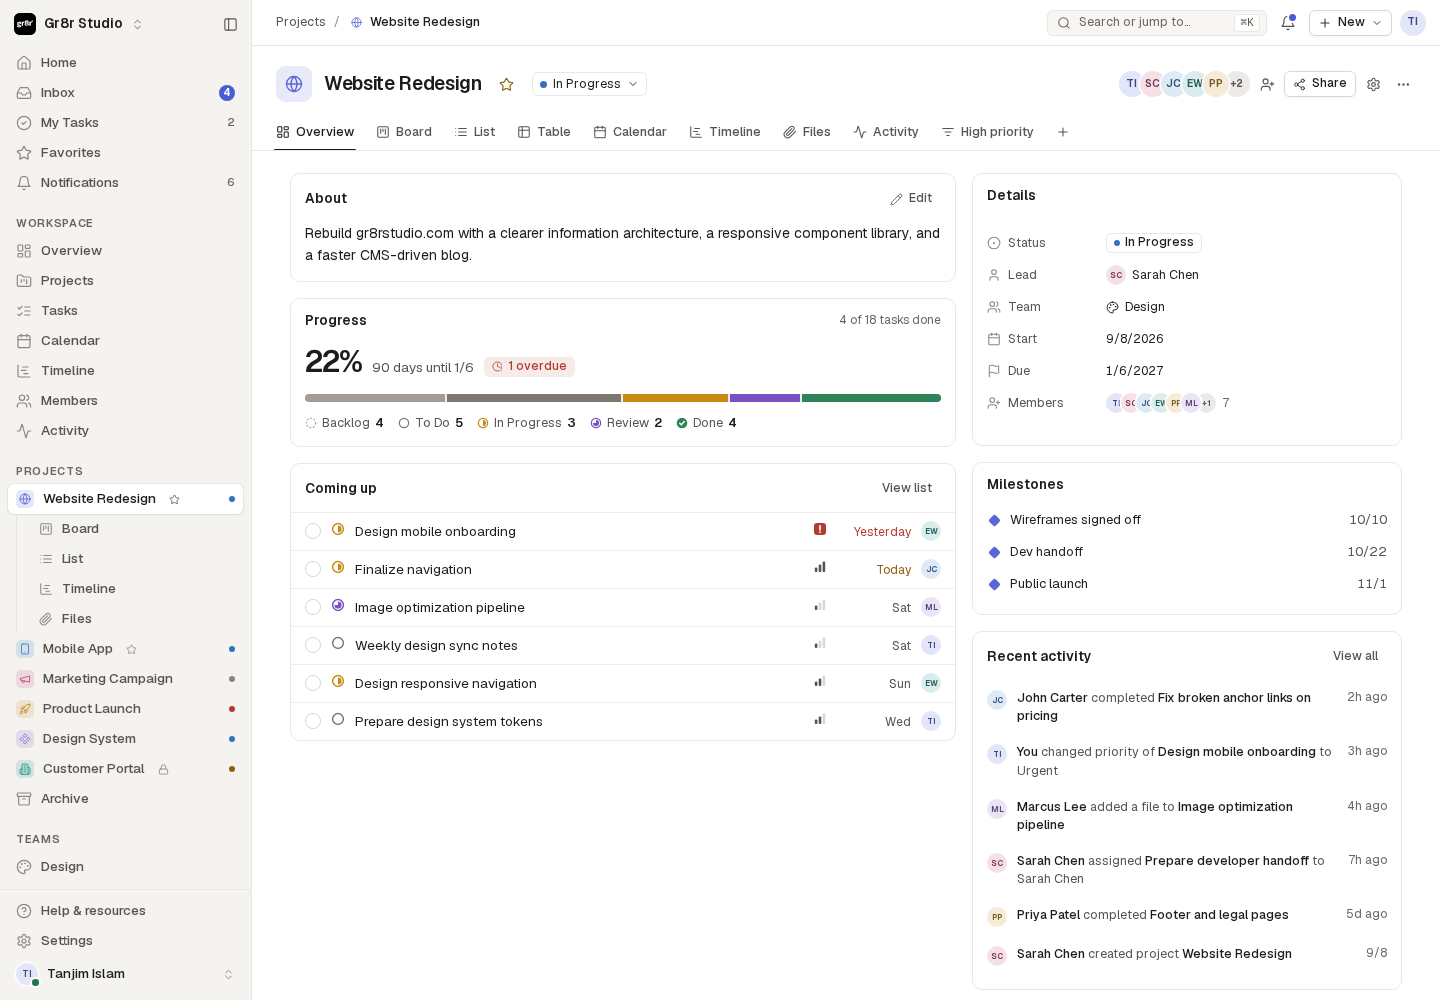 gr8r Gr8r Studio
Home
Inbox 4
My Tasks 2
Favorites
Notifications 6
WORKSPACE
Overview
Projects
Tasks
Calendar
Timeline
Members
Activity
PROJECTS
Website Redesign
Board
List
Timeline
Files
Mobile App
Marketing Campaign
Product Launch
Design System
Customer Portal
Archive
TEAMS
Design
Help & resources
Settings
TI Tanjim Islam
Projects / Website Redesign
Search or jump to... ⌘K
New
TI
Website Redesign
In Progress
TI SC JC EW PP +2
Share
Overview Board List Table Calendar Timeline Files Activity High priority
About
Edit
Rebuild gr8rstudio.com with a clearer information architecture, a responsive component library, and
a faster CMS-driven blog.
Progress
4 of 18 tasks done
22% 90 days until 1/6 1 overdue
Backlog 4 To Do 5 In Progress 3 Review 2 Done 4
Coming up
View list
Design mobile onboarding Yesterday EW
Finalize navigation Today JC
Image optimization pipeline Sat ML
Weekly design sync notes Sat TI
Design responsive navigation Sun EW
Prepare design system tokens Wed TI
Details
Status In Progress
Lead SC Sarah Chen
Team Design
Start 9/8/2026
Due 1/6/2027
Members TI SC JC EW PP ML +1 7
Milestones
Wireframes signed off 10/10
Dev handoff 10/22
Public launch 11/1
Recent activity
View all
JC John Carter completed Fix broken anchor links on 2h ago
pricing
TI You changed priority of Design mobile onboarding to 3h ago
Urgent
ML Marcus Lee added a file to Image optimization 4h ago
pipeline
SC Sarah Chen assigned Prepare developer handoff to 7h ago
Sarah Chen
PP Priya Patel completed Footer and legal pages 5d ago
SC Sarah Chen created project Website Redesign 9/8